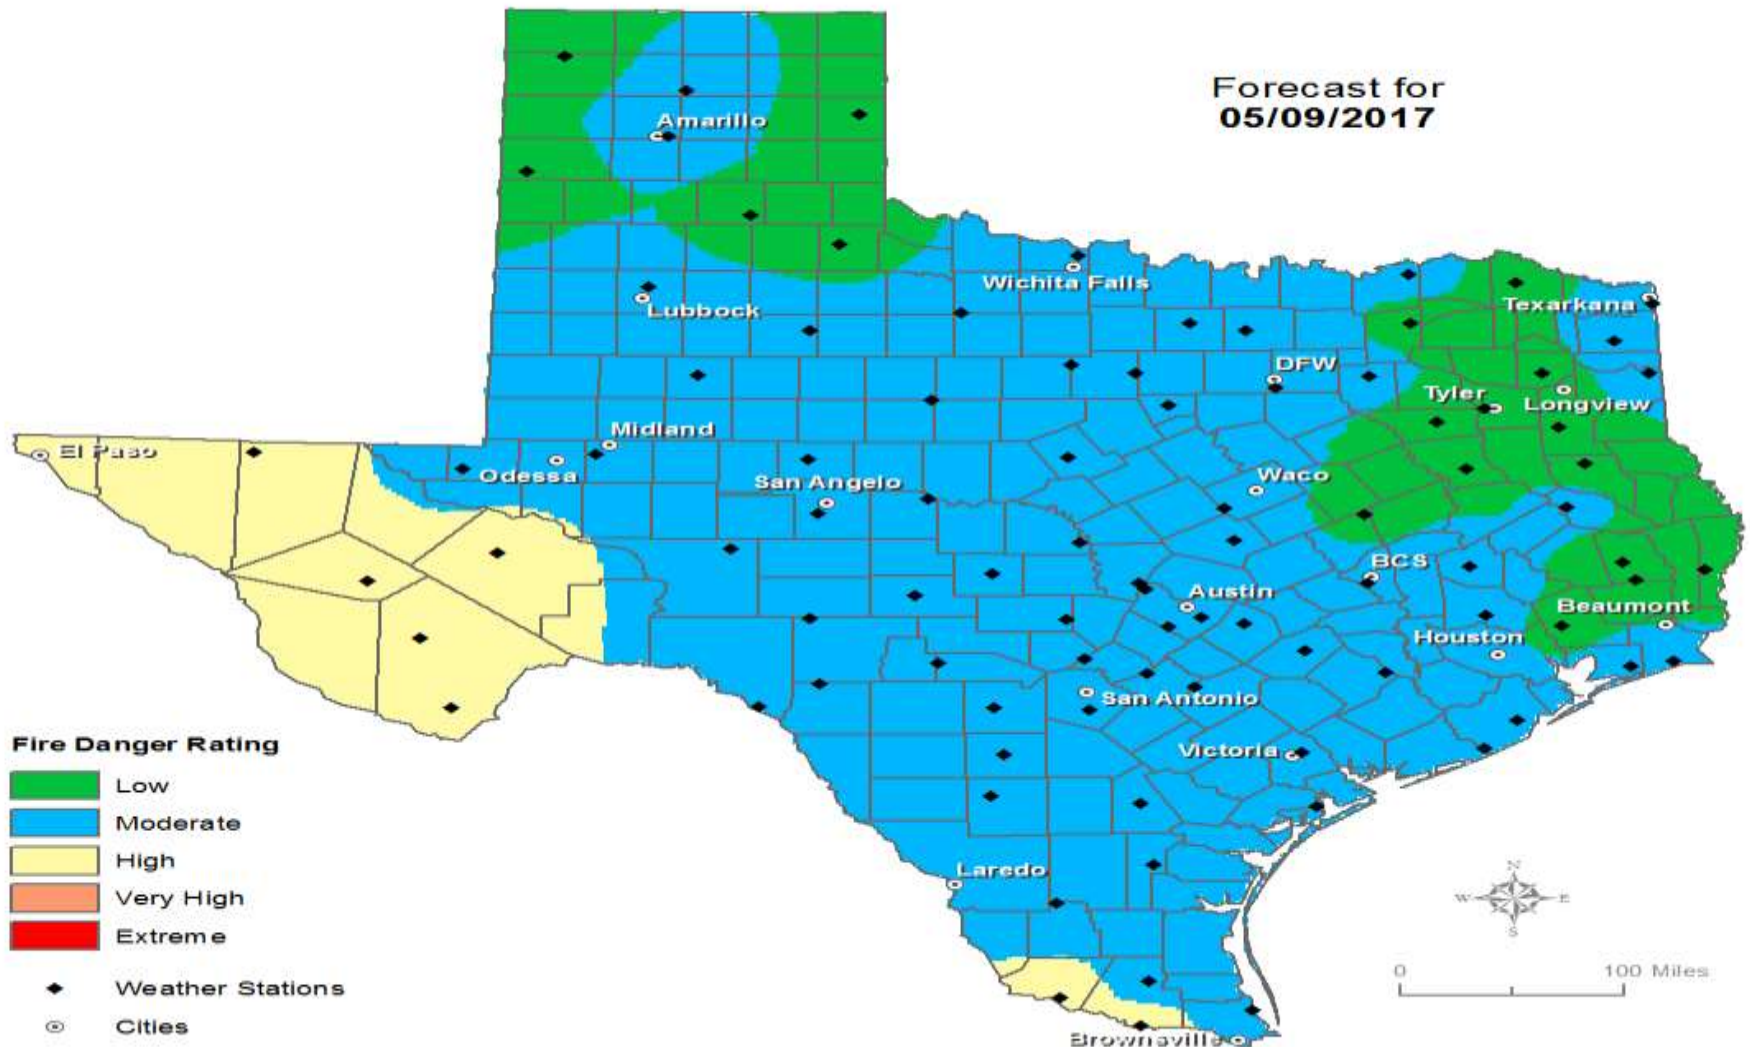 Forecast for
05/09/2017
Amarillo
Wichita Falls
Texarkana
Lubbock
DFW
Tyler
Longview
Midland
El Paso
Odessa
San Angelo
Waco
BCS
Austin
Beaumont
Houston
San Antonio
Victoria
Laredo
Brownsville
Fire Danger Rating
Low
Moderate
High
Very High
Extreme
Weather Stations
Cities
N
W E
S
0 100 Miles